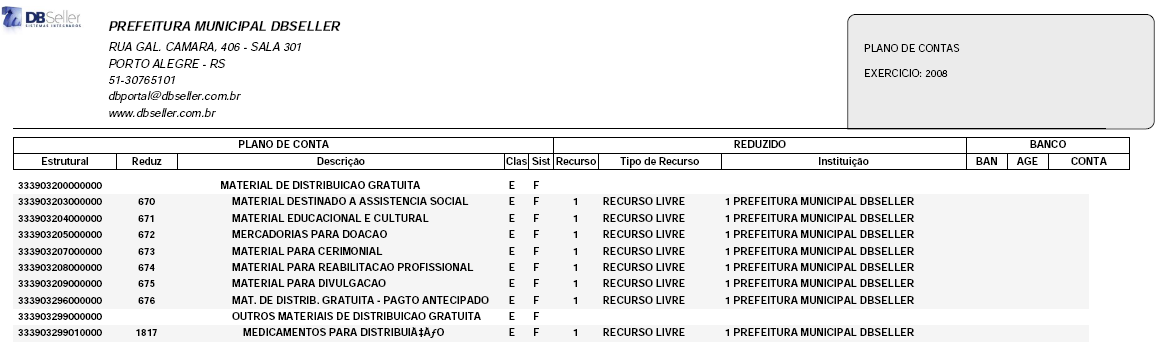 DBSeller
SISTEMAS INTEGRADOS
PREFEITURA MUNICIPAL DBSELLER
RUA GAL. CAMARA, 406 - SALA 301
PORTO ALEGRE - RS
51-30765101
dbportal@dbseller.com.br
www.dbseller.com.br
PLANO DE CONTAS
EXERCICIO: 2008
PLANO DE CONTA REDUZIDO BANCO
Estrutural Reduz Descrição Clas Sist Recurso Tipo de Recurso Instituição BAN AGE CONTA
333903200000000 MATERIAL DE DISTRIBUICAO GRATUITA E F
333903203000000 670 MATERIAL DESTINADO A ASSISTENCIA SOCIAL E F 1 RECURSO LIVRE 1 PREFEITURA MUNICIPAL DBSELLER
333903204000000 671 MATERIAL EDUCACIONAL E CULTURAL E F 1 RECURSO LIVRE 1 PREFEITURA MUNICIPAL DBSELLER
333903205000000 672 MERCADORIAS PARA DOACAO E F 1 RECURSO LIVRE 1 PREFEITURA MUNICIPAL DBSELLER
333903207000000 673 MATERIAL PARA CERIMONIAL E F 1 RECURSO LIVRE 1 PREFEITURA MUNICIPAL DBSELLER
333903208000000 674 MATERIAL PARA REABILITACAO PROFISSIONAL E F 1 RECURSO LIVRE 1 PREFEITURA MUNICIPAL DBSELLER
333903209000000 675 MATERIAL PARA DIVULGACAO E F 1 RECURSO LIVRE 1 PREFEITURA MUNICIPAL DBSELLER
333903296000000 676 MAT. DE DISTRIB. GRATUITA - PAGTO ANTECIPADO E F 1 RECURSO LIVRE 1 PREFEITURA MUNICIPAL DBSELLER
333903299000000 OUTROS MATERIAIS DE DISTRIBUICAO GRATUITA E F
333903299010000 1817 MEDICAMENTOS PARA DISTRIBUIÃ‡ÃƒO E F 1 RECURSO LIVRE 1 PREFEITURA MUNICIPAL DBSELLER